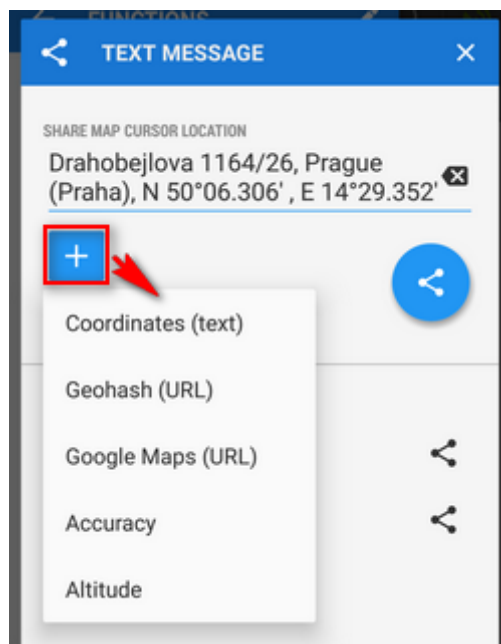 FUNCTIONS
TEXT MESSAGE
SHARE MAP CURSOR LOCATION
Drahobejlova 1164/26, Prague
(Praha), N 50°06.306' , E 14°29.352'
Coordinates (text)
Geohash (URL)
Google Maps (URL)
Accuracy
Altitude